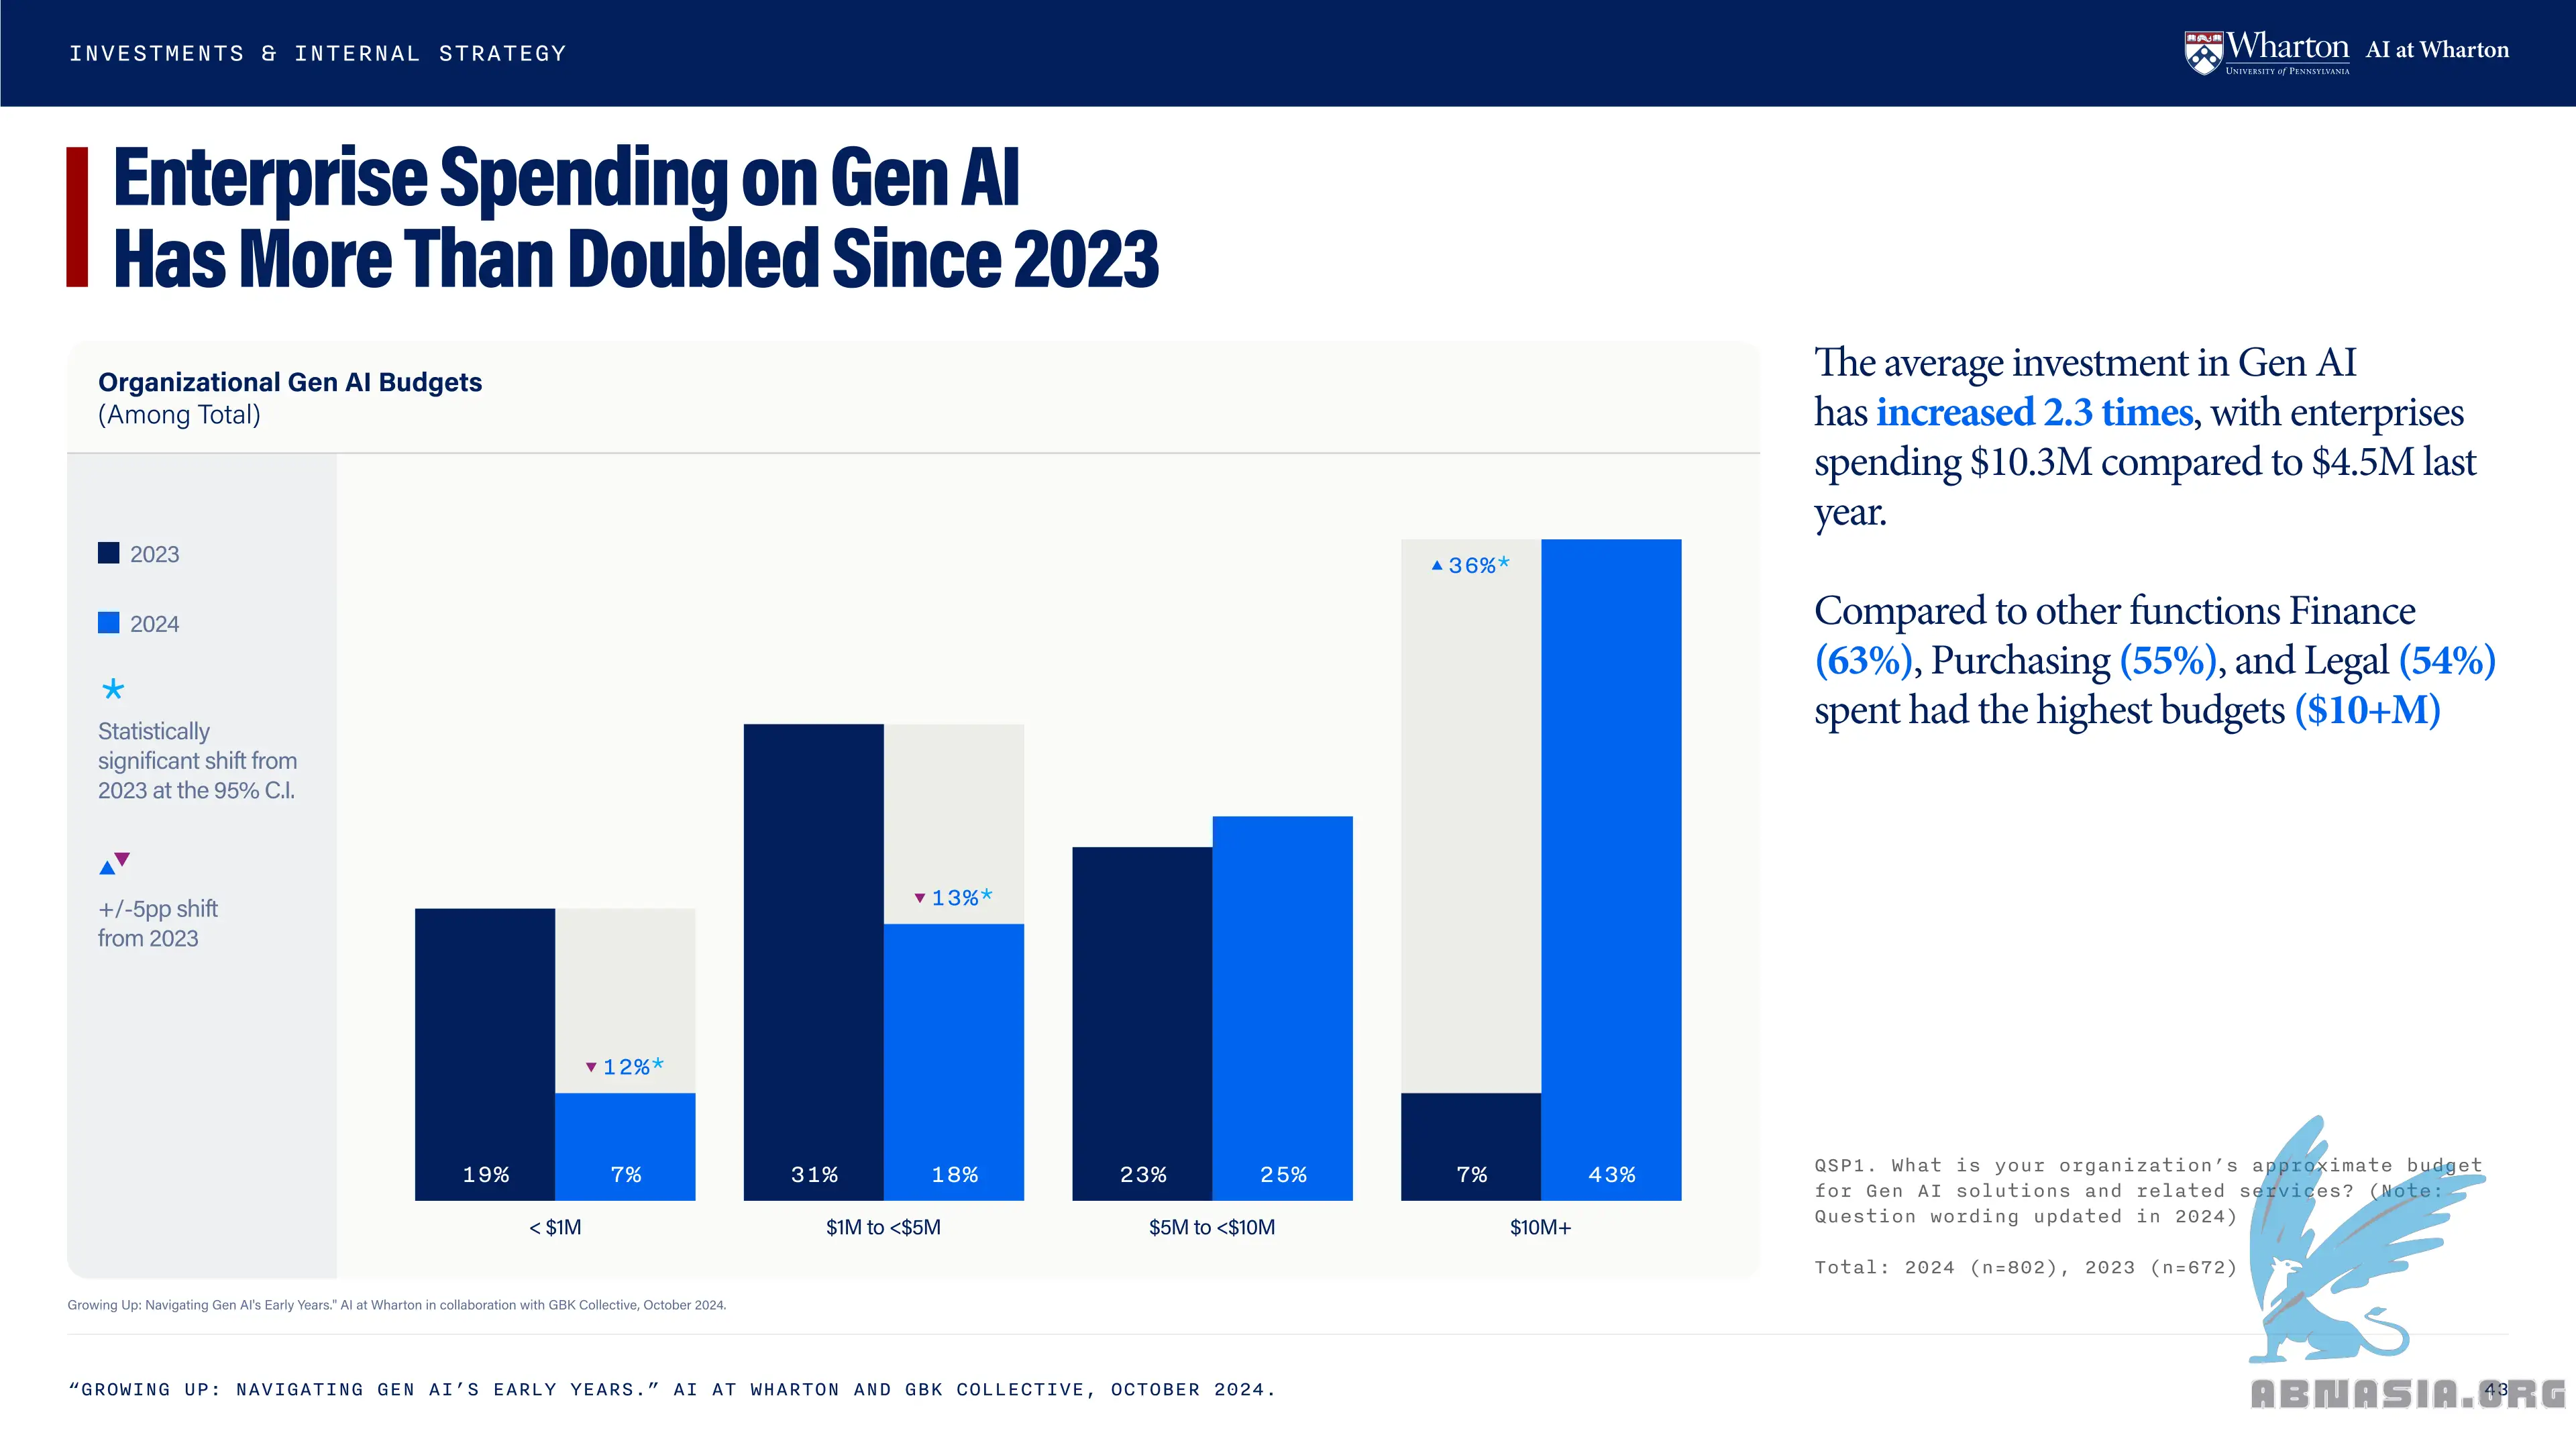 INVESTMENTS & INTERNAL STRATEGY
Wharton
UNIVERSITY of PENNSYLVANIA
AI at Wharton
Enterprise Spending on Gen AI
Has More Than Doubled Since 2023
Organizational Gen AI Budgets
(Among Total)
2023
2024
*
Statistically
significant shift from
2023 at the 95% C.I.
▲▼
+/-5pp shift
from 2023
▼12%*
19%
7%
< $1M
▼13%*
31%
18%
$1M to <$5M
23%
25%
$5M to <$10M
▲36%*
7%
43%
$10M+
The average investment in Gen AI
has increased 2.3 times, with enterprises
spending $10.3M compared to $4.5M last
year.
Compared to other functions Finance
(63%), Purchasing (55%), and Legal (54%)
spent had the highest budgets ($10+M)
QSP1. What is your organization’s approximate budget
for Gen AI solutions and related services? (Note:
Question wording updated in 2024)
Total: 2024 (n=802), 2023 (n=672)
Growing Up: Navigating Gen AI's Early Years." AI at Wharton in collaboration with GBK Collective, October 2024.
“GROWING UP: NAVIGATING GEN AI’S EARLY YEARS.” AI AT WHARTON AND GBK COLLECTIVE, OCTOBER 2024.
43
ABNASIA.ORG